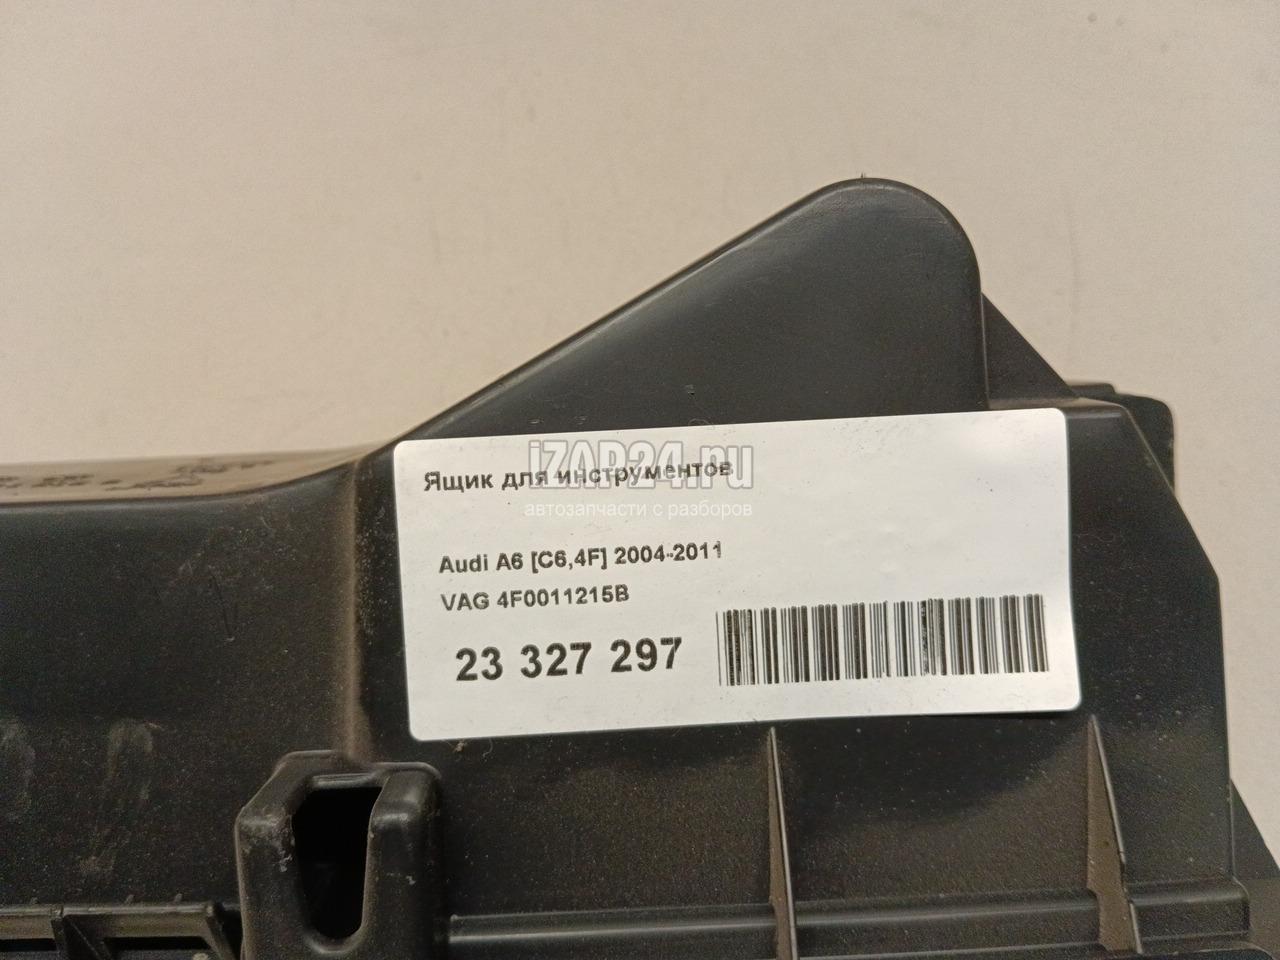 Ящик для инструментов
iZAP24.ru
автозапчасти с разборов
Audi A6 [C6,4F] 2004-2011
VAG 4F0011215B
23 327 297